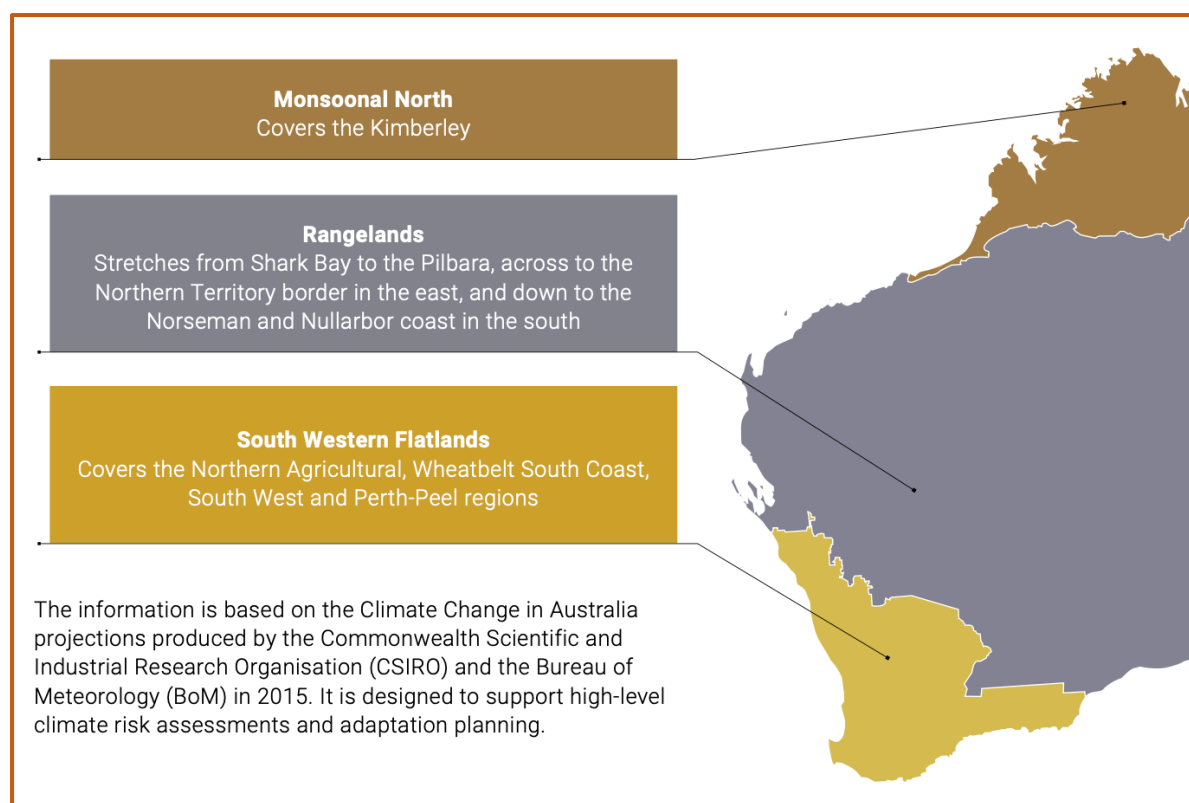 Monsoonal North
Covers the Kimberley
Rangelands
Stretches from Shark Bay to the Pilbara, across to the
Northern Territory border in the east, and down to the
Norseman and Nullarbor coast in the south
South Western Flatlands
Covers the Northern Agricultural, Wheatbelt South Coast,
South West and Perth-Peel regions
The information is based on the Climate Change in Australia
projections produced by the Commonwealth Scientific and
Industrial Research Organisation (CSIRO) and the Bureau of
Meteorology (BoM) in 2015. It is designed to support high-level
climate risk assessments and adaptation planning.